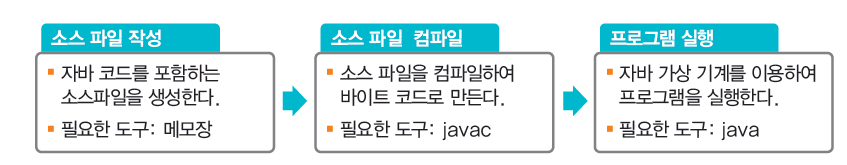 소스 파일 작성
▪ 자바 코드를 포함하는
소스파일을 생성한다.
▪ 필요한 도구: 메모장
소스 파일 컴파일
▪ 소스 파일을 컴파일하여
바이트 코드로 만든다.
▪ 필요한 도구: javac
프로그램 실행
▪ 자바 가상 기계를 이용하여
프로그램을 실행한다.
▪ 필요한 도구: java